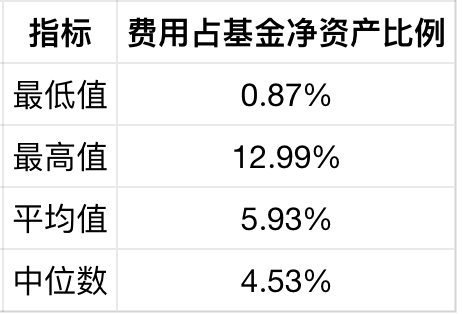 指标 费用占基金净资产比例
最低值 0.87%
最高值 12.99%
平均值 5.93%
中位数 4.53%